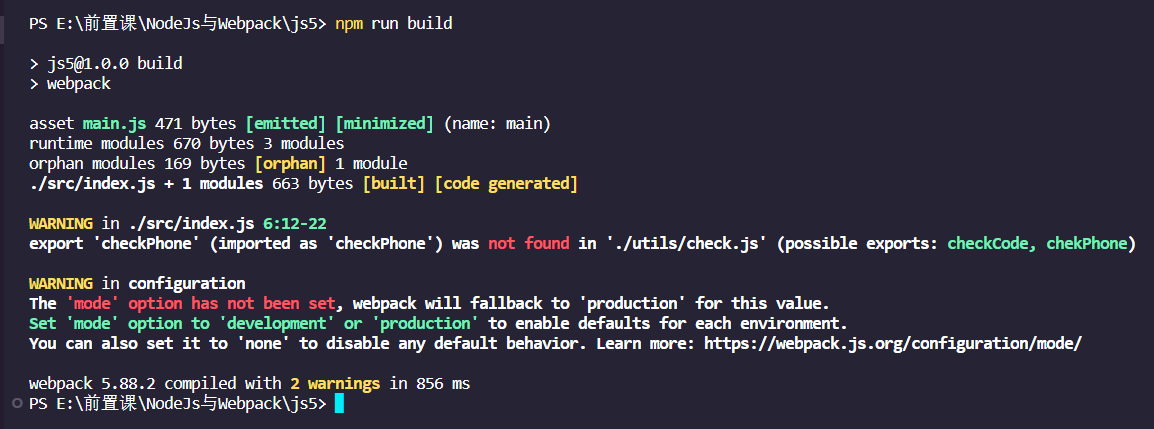 PS E:\前置课\NodeJs与Webpack\js5> npm run build
> js5@1.0.0 build
> webpack
asset main.js 471 bytes [emitted] [minimized] (name: main)
runtime modules 670 bytes 3 modules
orphan modules 169 bytes [orphan] 1 module
./src/index.js + 1 modules 663 bytes [built] [code generated]
WARNING in ./src/index.js 6:12-22
export 'checkPhone' (imported as 'checkPhone') was not found in './utils/check.js' (possible exports: checkCode, chekPhone)
WARNING in configuration
The 'mode' option has not been set, webpack will fallback to 'production' for this value.
Set 'mode' option to 'development' or 'production' to enable defaults for each environment.
You can also set it to 'none' to disable any default behavior. Learn more: https://webpack.js.org/configuration/mode/
webpack 5.88.2 compiled with 2 warnings in 856 ms
PS E:\前置课\NodeJs与Webpack\js5>